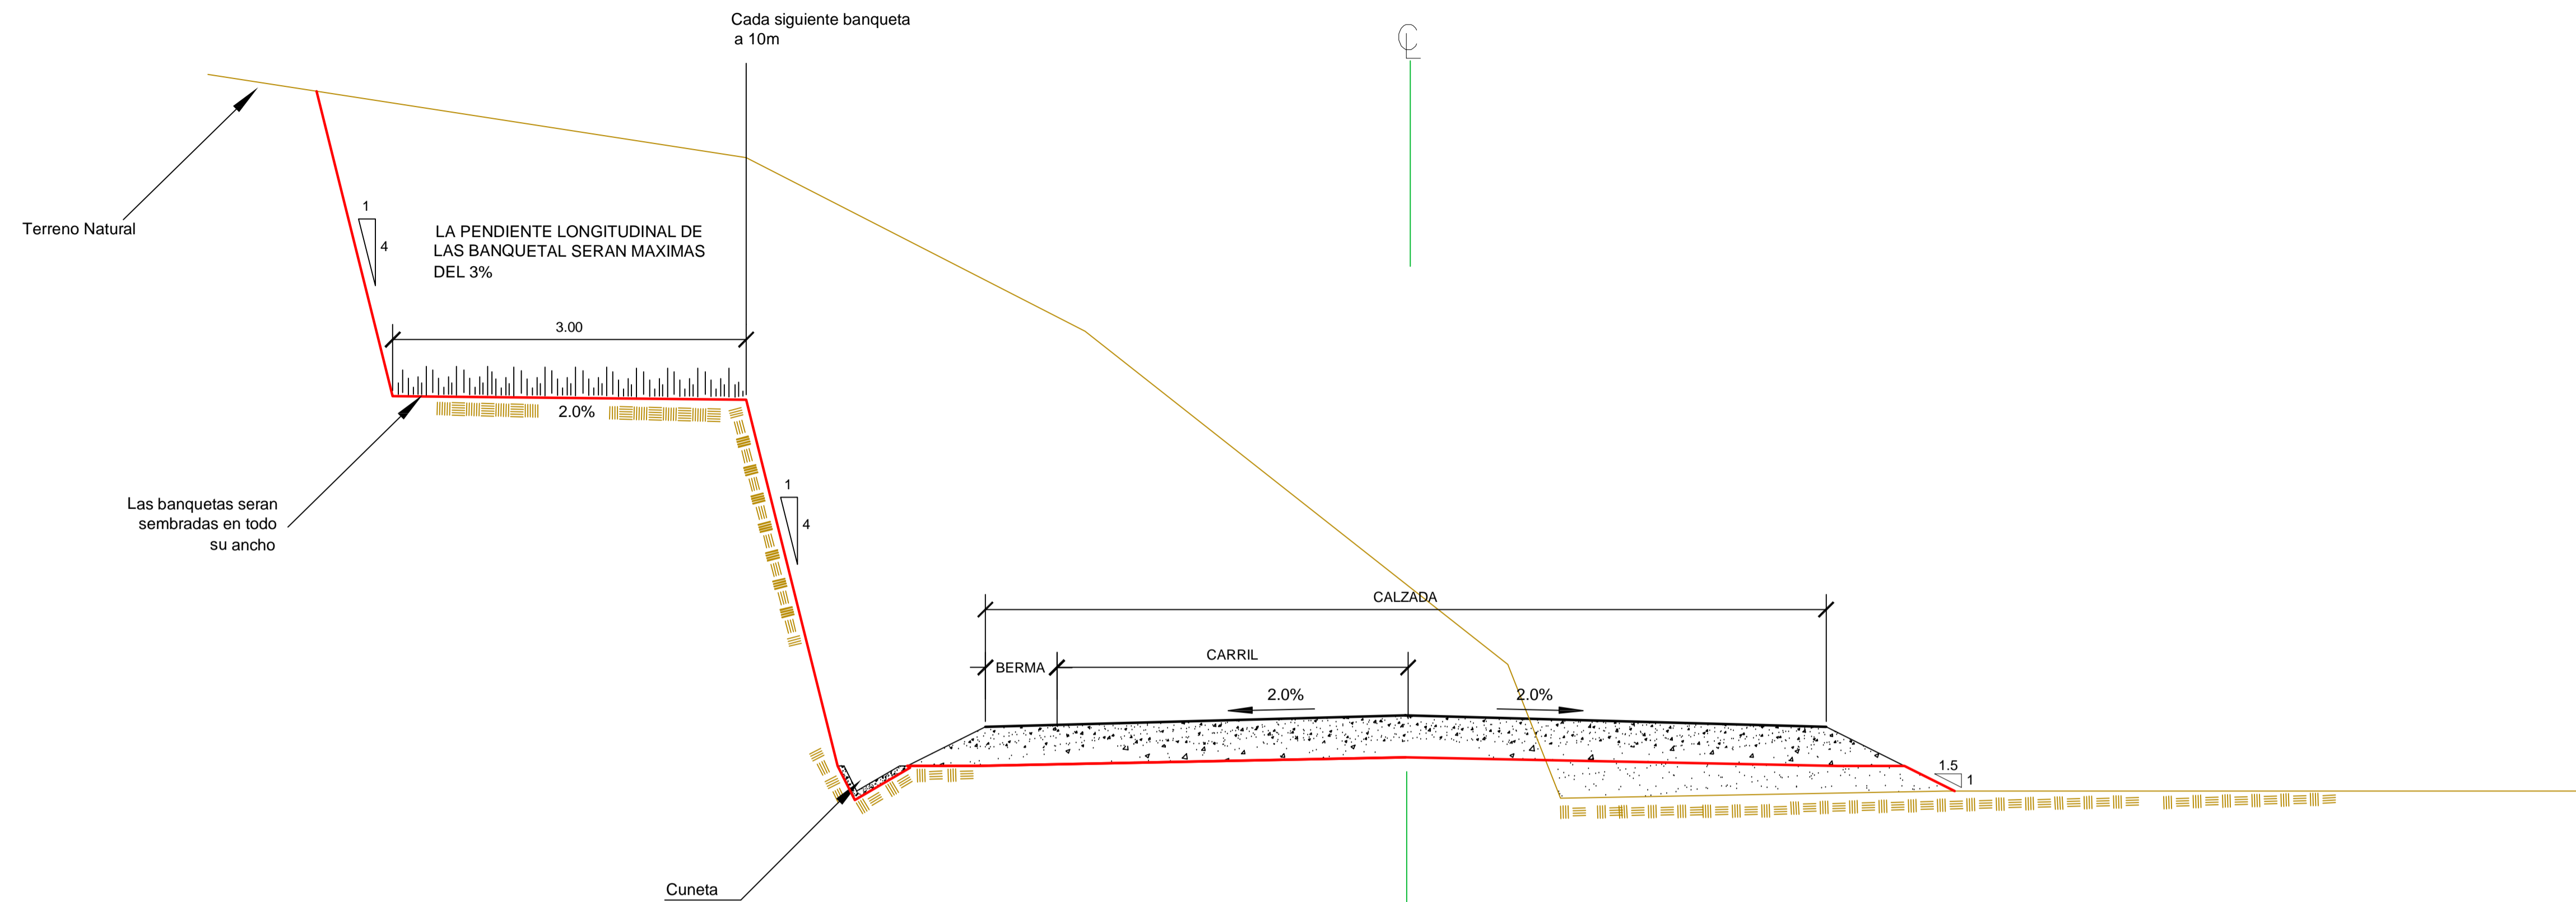 Cada siguiente banqueta
a 10m
CL
Terreno Natural
1
4
LA PENDIENTE LONGITUDINAL DE
LAS BANQUETAL SERAN MAXIMAS
DEL 3%
3.00
2.0%
Las banquetas seran
sembradas en todo
su ancho
1
4
CALZADA
BERMA
CARRIL
2.0%
2.0%
1.5
1
Cuneta